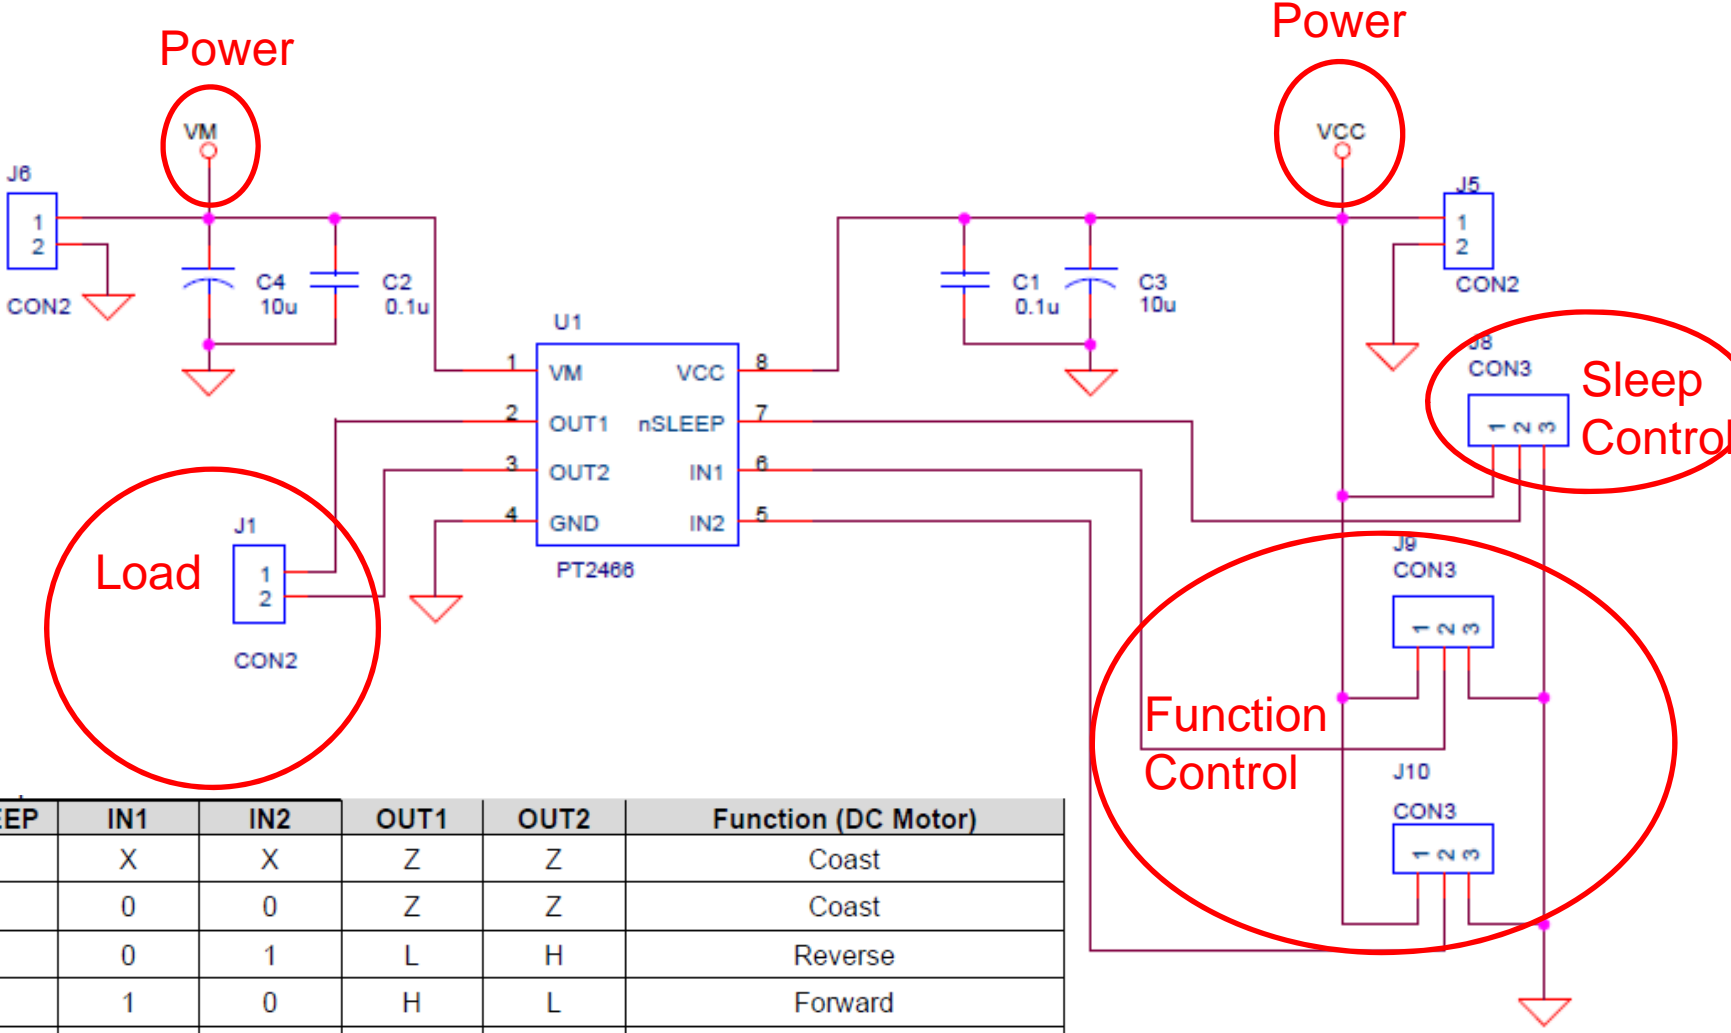 Power
Power
VM
VCC
J6
1
2
CON2
C4
10u
C2
0.1u
C1
0.1u
C3
10u
J5
1
2
CON2
U1
1
2
3
4
VM
OUT1
OUT2
GND
VCC
nSLEEP
IN1
IN2
8
7
6
5
PT2466
J8
CON3
1 2 3
Sleep
Control
J1
1
2
CON2
Load
J9
CON3
1 2 3
Function
Control
J10
CON3
1 2 3
EEP IN1 IN2 OUT1 OUT2 Function (DC Motor)
X X Z Z Coast
0 0 Z Z Coast
0 1 L H Reverse
1 0 H L Forward